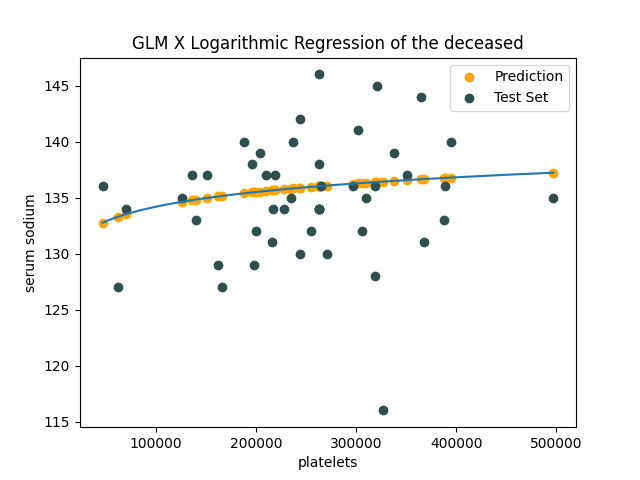 GLM X Logarithmic Regression of the deceased
Prediction
Test Set
serum sodium
145
140
135
130
125
120
115
100000 200000 300000 400000 500000
platelets